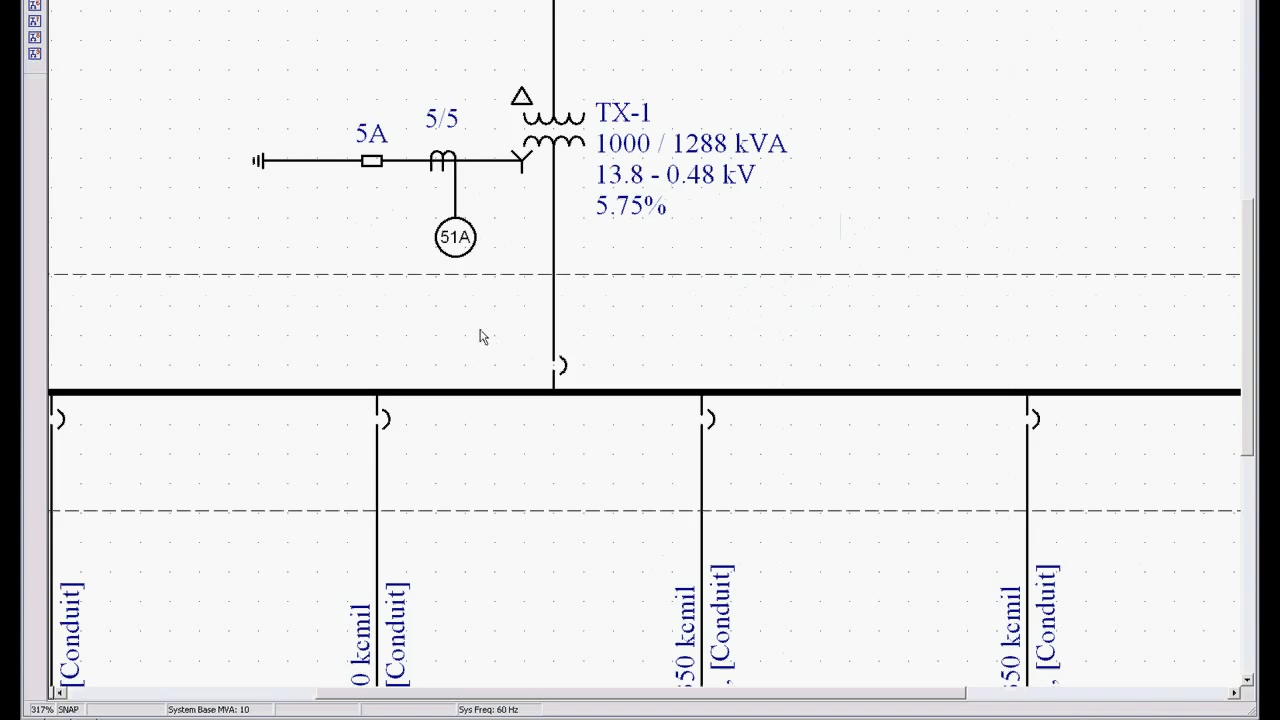 5/5
5A
TX-1
1000 / 1288 kVA
13.8 - 0.48 kV
5.75%
51A
[Conduit]
0 kcmil
[Conduit]
50 kcmil
, [Conduit]
50 kcmil
, [Conduit]
317% SNAP System Base MVA: 10 Sys Freq: 60 Hz